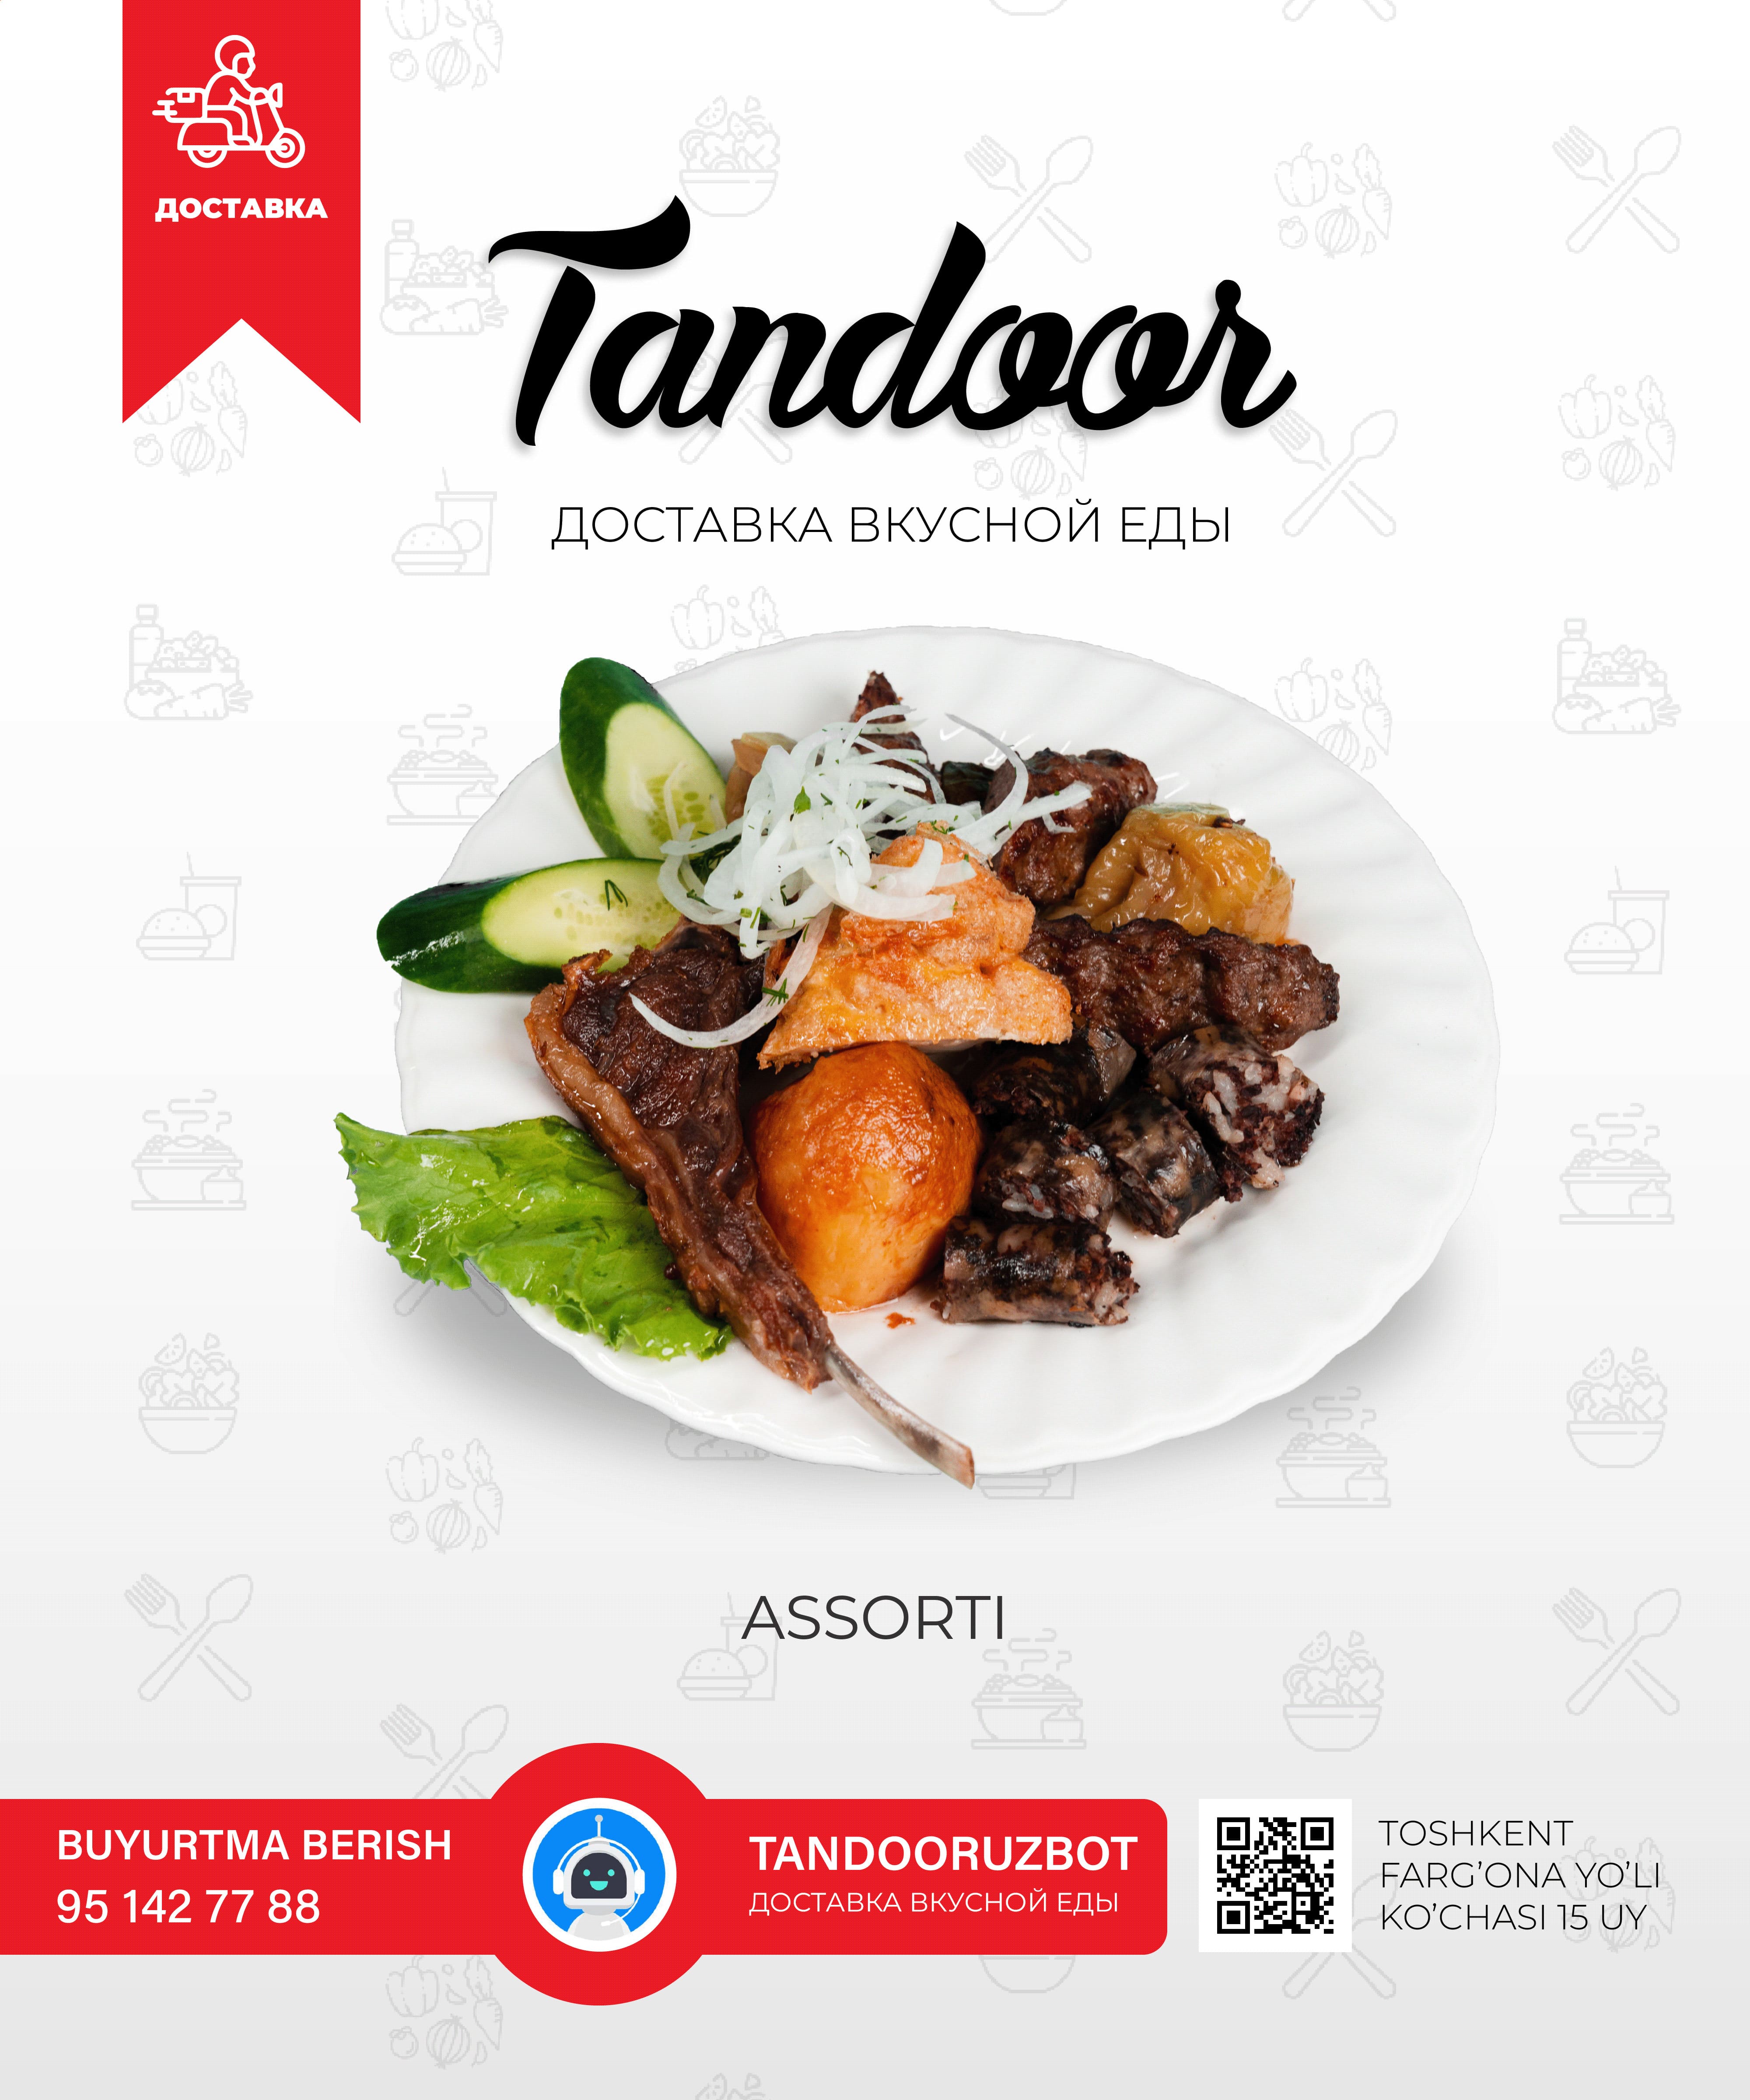 ДОСТАВКА
Tandoor
ДОСТАВКА ВКУСНОЙ ЕДЫ
ASSORTI
BUYURTMA BERISH
95 142 77 88
TANDOORUZBOT
ДОСТАВКА ВКУСНОЙ ЕДЫ
TOSHKENT
FARG’ONA YO’LI
KO’CHASI 15 UY